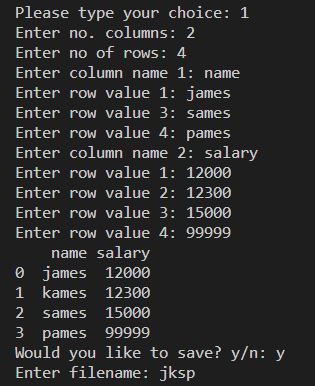 Please type your choice: 1
Enter no. columns: 2
Enter no of rows: 4
Enter column name 1: name
Enter row value 1: james
Enter row value 3: sames
Enter row value 4: pames
Enter column name 2: salary
Enter row value 1: 12000
Enter row value 2: 12300
Enter row value 3: 15000
Enter row value 4: 99999
    name salary
0  james  12000
1  kames  12300
2  sames  15000
3  pames  99999
Would you like to save? y/n: y
Enter filename: jksp